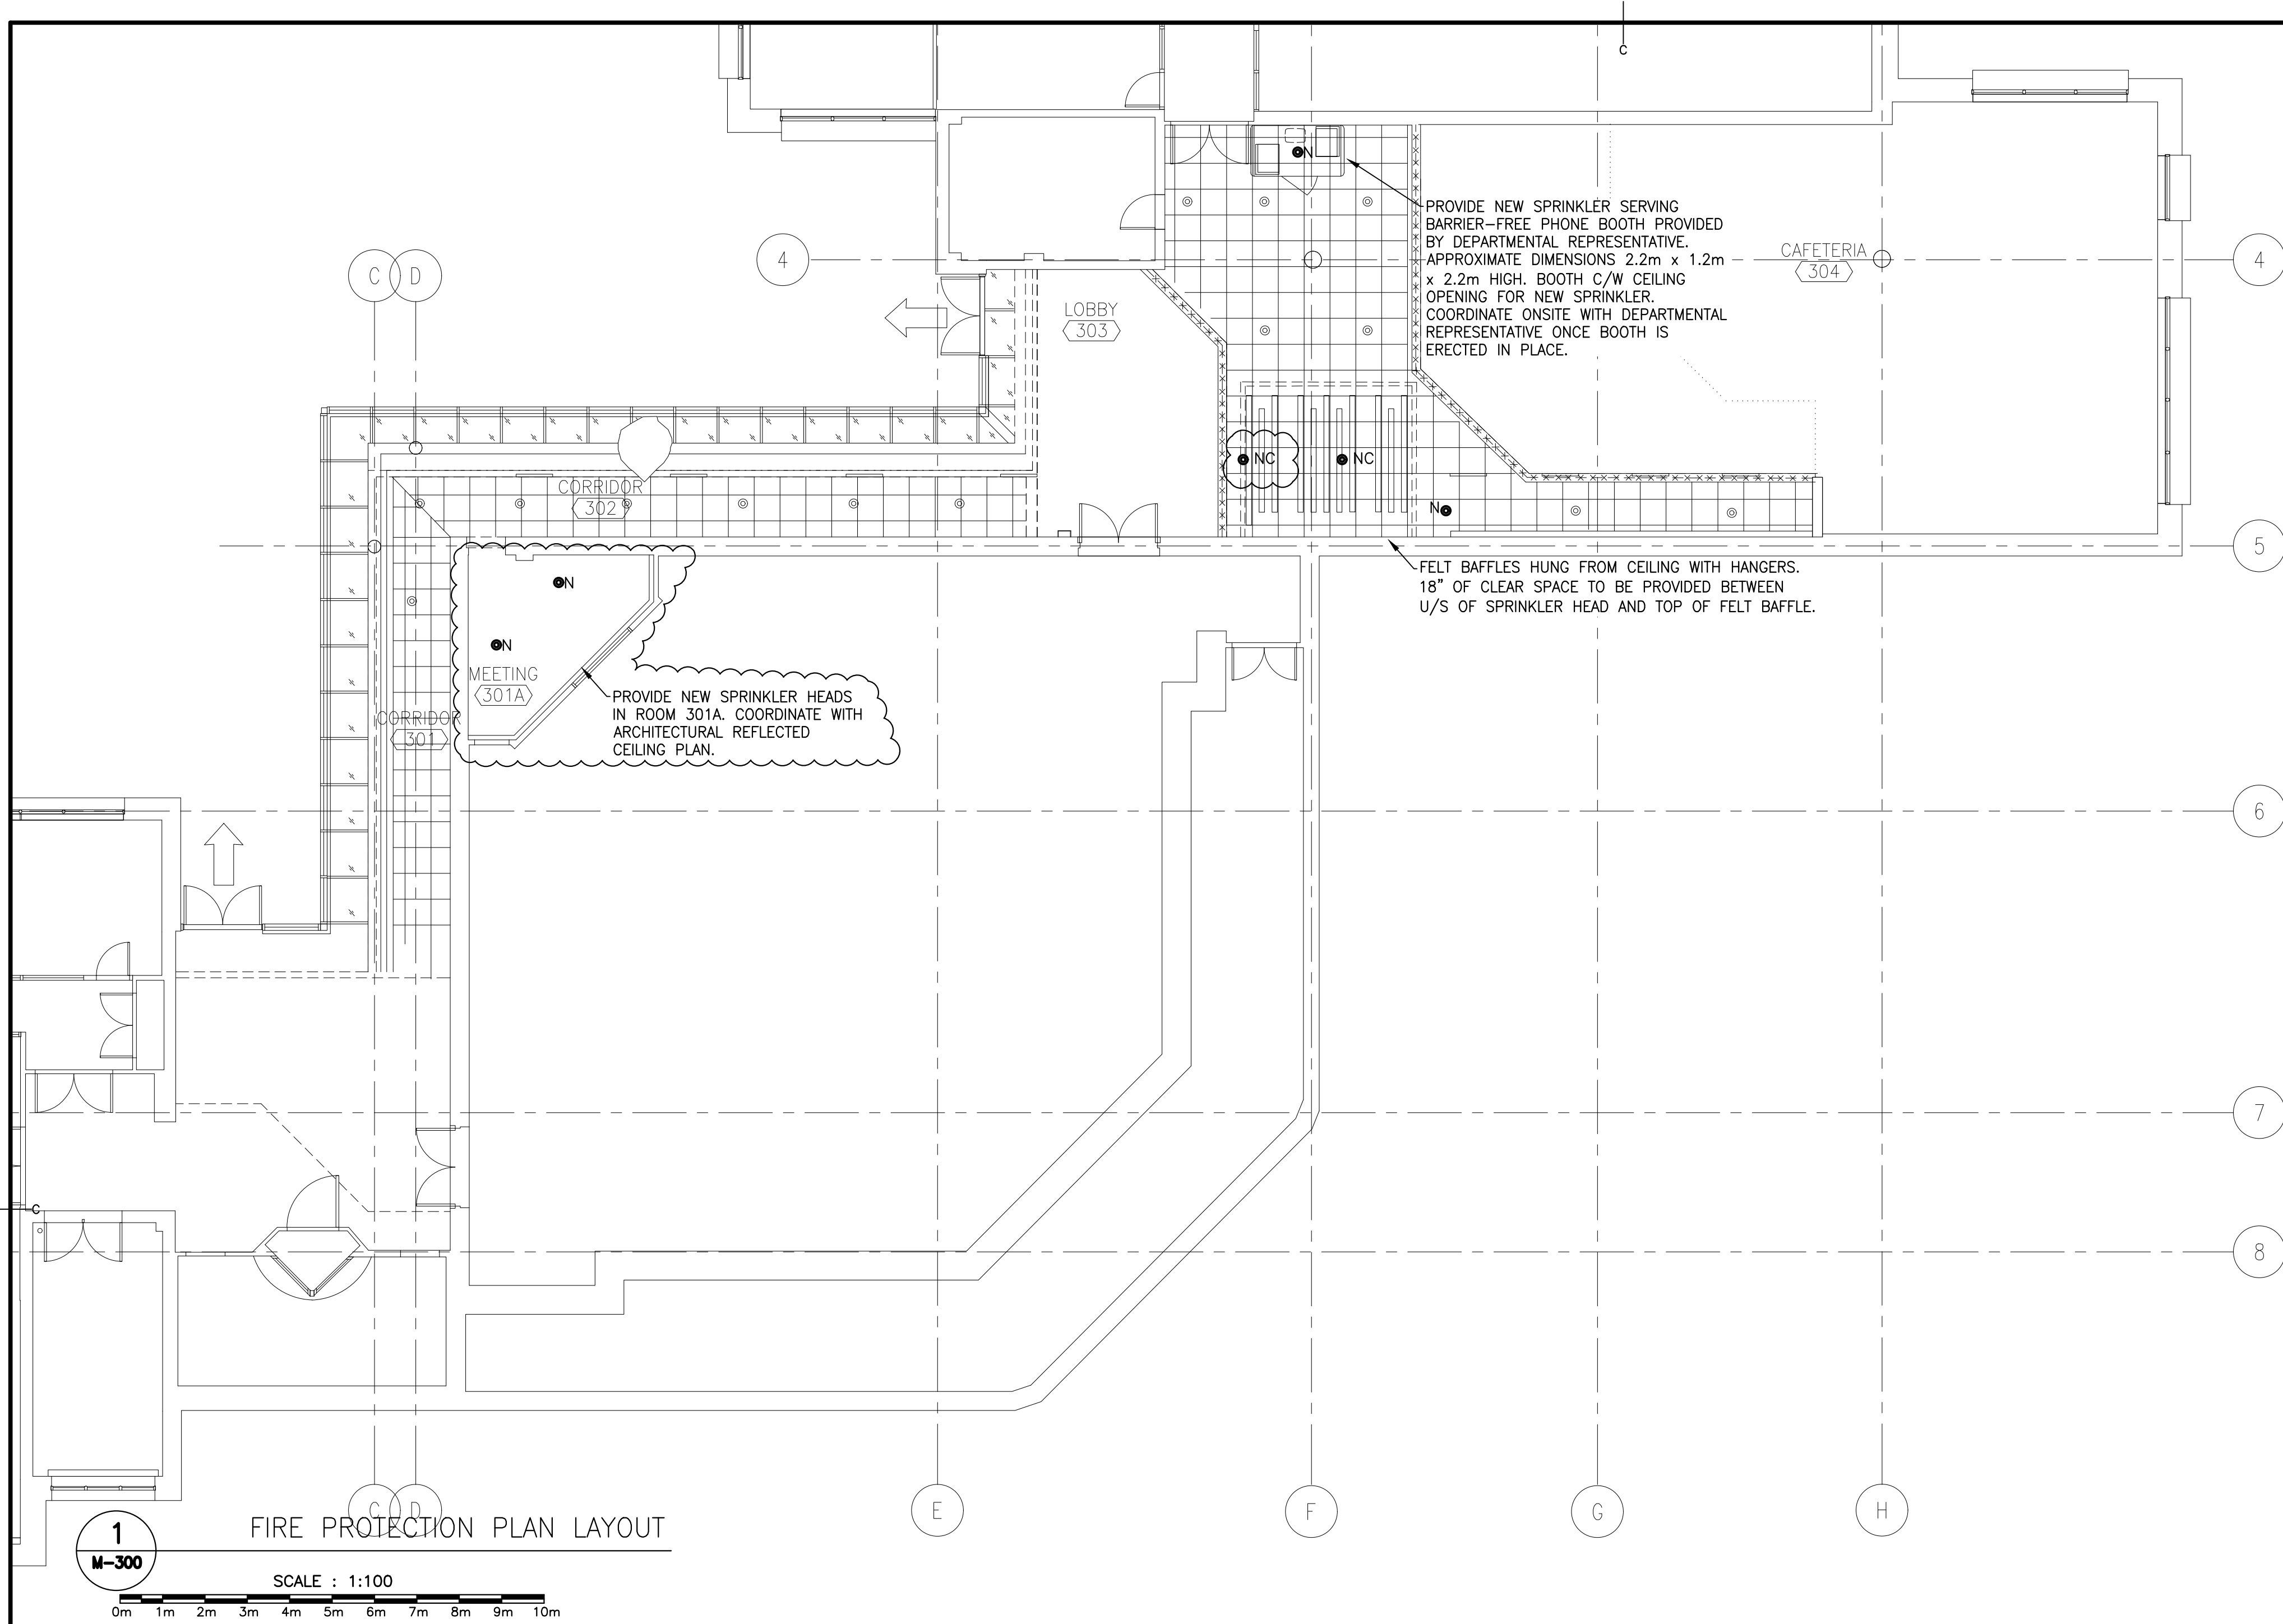 C
N
PROVIDE NEW SPRINKLER SERVING
BARRIER-FREE PHONE BOOTH PROVIDED
BY DEPARTMENTAL REPRESENTATIVE.
APPROXIMATE DIMENSIONS 2.2m x 1.2m
x 2.2m HIGH. BOOTH C/W CEILING
OPENING FOR NEW SPRINKLER.
COORDINATE ONSITE WITH DEPARTMENTAL
REPRESENTATIVE ONCE BOOTH IS
ERECTED IN PLACE.
CAFETERIA
304
4
4
C
D
LOBBY
303
NC
NC
N
CORRIDOR
302
5
FELT BAFFLES HUNG FROM CEILING WITH HANGERS.
18" OF CLEAR SPACE TO BE PROVIDED BETWEEN
U/S OF SPRINKLER HEAD AND TOP OF FELT BAFFLE.
N
N
MEETING
301A
PROVIDE NEW SPRINKLER HEADS
IN ROOM 301A. COORDINATE WITH
ARCHITECTURAL REFLECTED
CEILING PLAN.
CORRIDOR
301
6
7
C
8
C
D
E
F
G
H
1
M-300
FIRE PROTECTION PLAN LAYOUT
SCALE : 1:100
0m 1m 2m 3m 4m 5m 6m 7m 8m 9m 10m